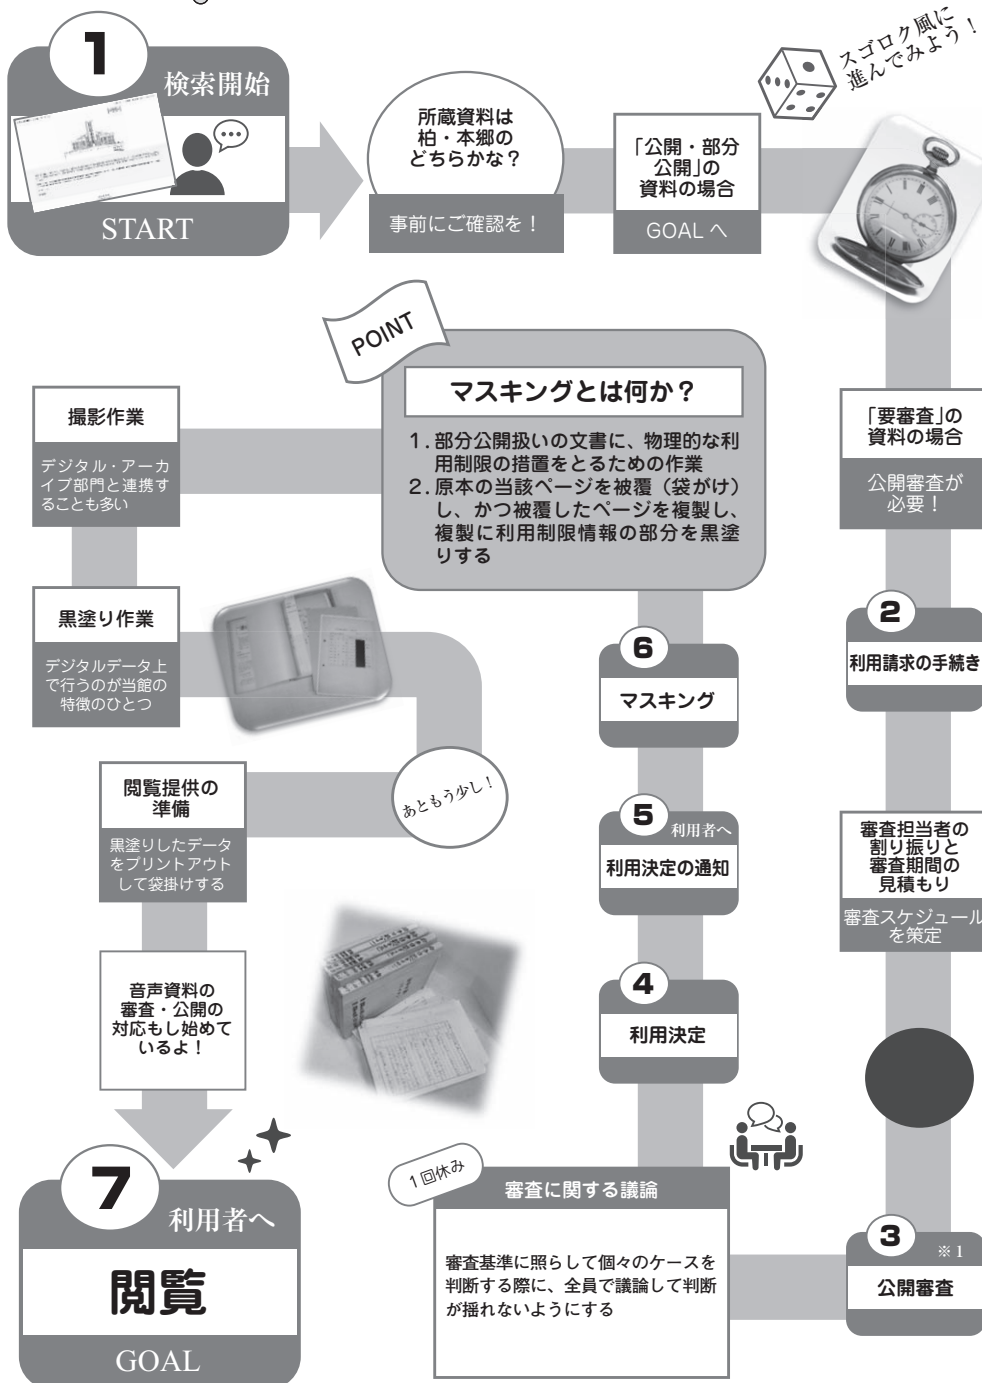 1
検索開始
START
所蔵資料は
柏・本郷の
どちらかな?
事前にご確認を!
「公開・部分
公開」の
資料の場合
GOAL へ
スゴロク風に
進んでみよう!
「要審査」の
資料の場合
公開審査が
必要!
2
利用請求の手続き
審査担当者の
割り振りと
審査期間の
見積もり
審査スケジュール
を策定
3
※1
公開審査
1回休み
審査に関する議論
審査基準に照らして個々のケースを
判断する際に、全員で議論して判断
が揺れないようにする
4
利用決定
5
利用者へ
利用決定の通知
6
マスキング
POINT
マスキングとは何か?
1. 部分公開扱いの文書に、物理的な利
用制限の措置をとるための作業
2. 原本の当該ページを被覆(袋がけ)
し、かつ被覆したページを複製し、
複製に利用制限情報の部分を黒塗
りする
撮影作業
デジタル・アーカ
イブ部門と連携す
ることも多い
黒塗り作業
デジタルデータ上
で行うのが当館の
特徴のひとつ
あともう少し!
閲覧提供の
準備
黒塗りしたデータ
をプリントアウト
して袋掛けする
音声資料の
審査・公開の
対応もし始めて
いるよ!
7
利用者へ
閲覧
GOAL